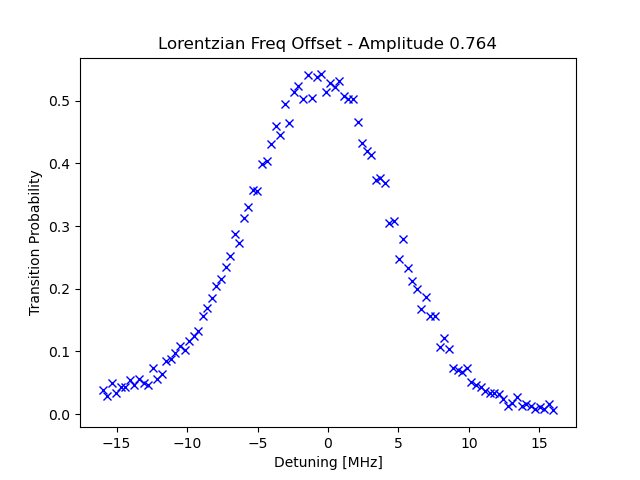 Lorentzian Freq Offset - Amplitude 0.764
Transition Probability
0.5
0.4
0.3
0.2
0.1
0.0
−15 −10 −5 0 5 10 15
Detuning [MHz]